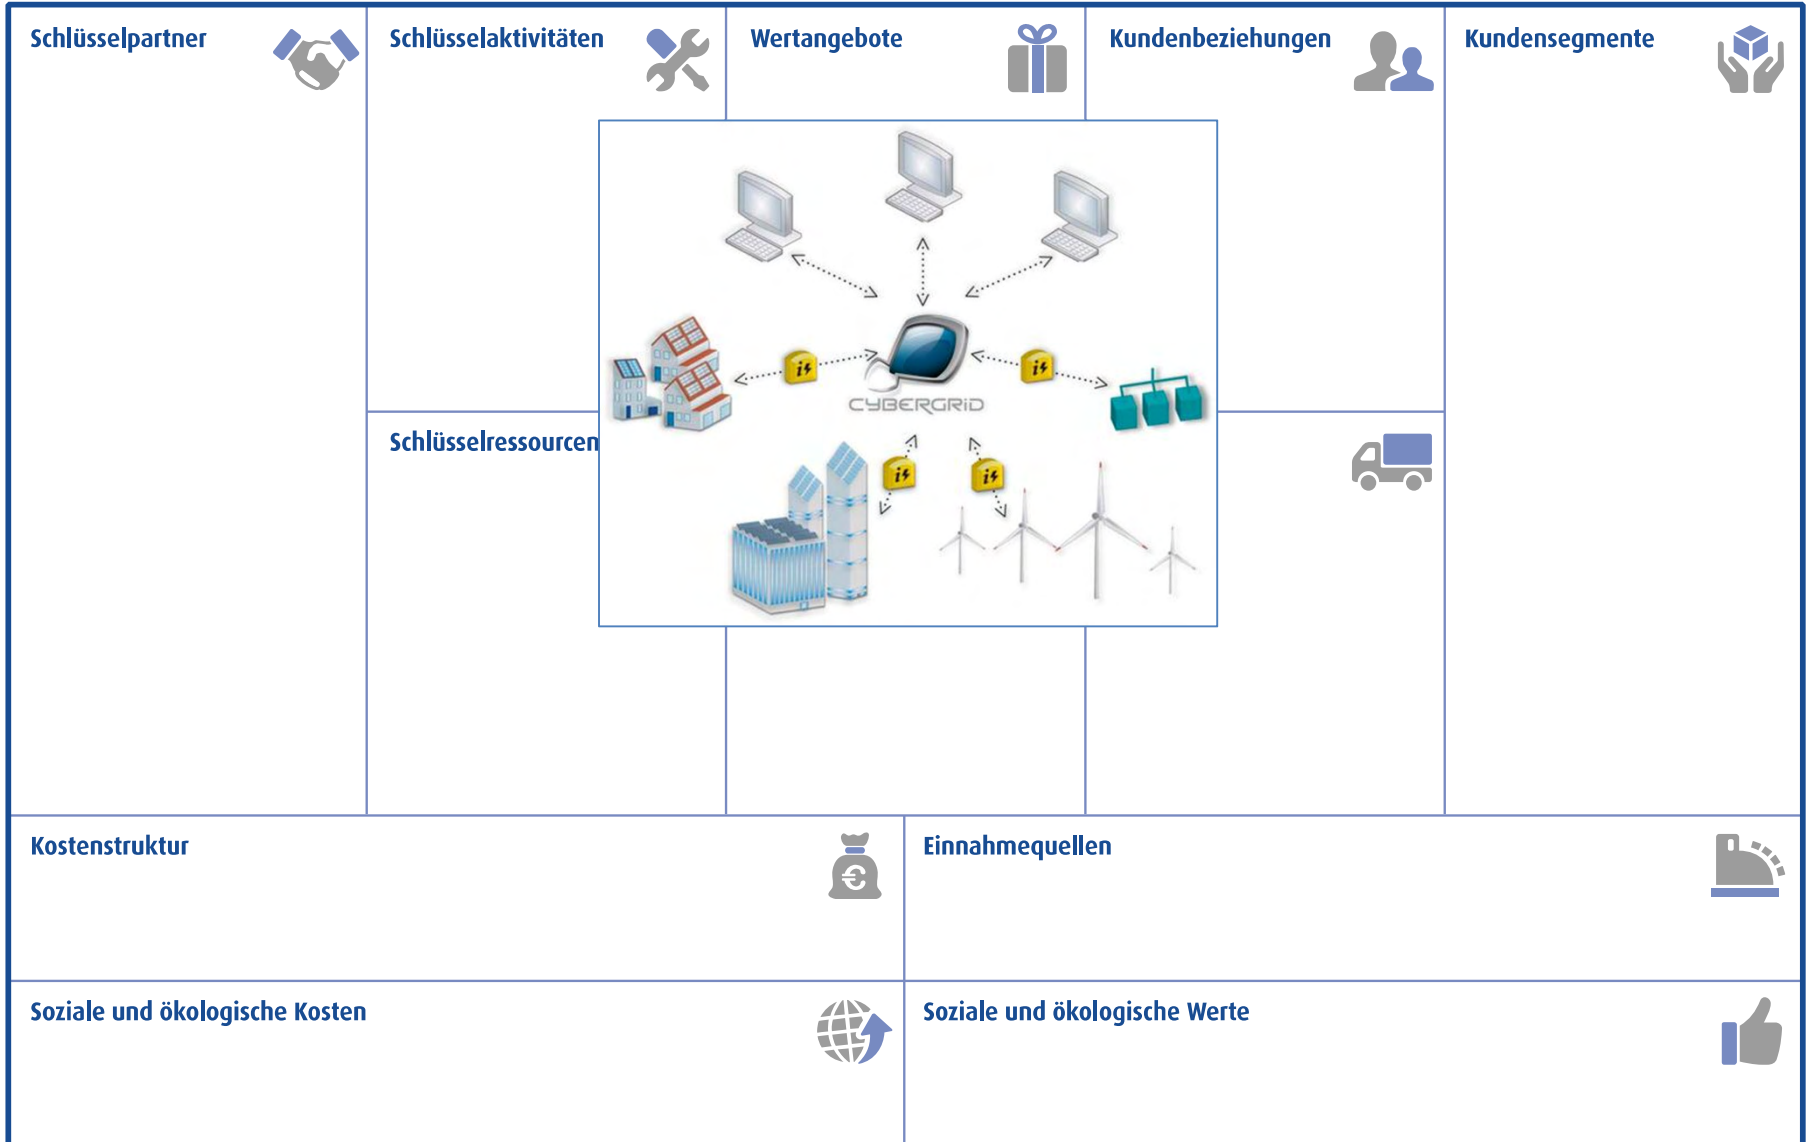 Schlüsselpartner
Schlüsselaktivitäten
Wertangebote
Kundenbeziehungen
Kundensegmente
CYBERGRID
Schlüsselressourcen
Kostenstruktur
€
Einnahmequellen
Soziale und ökologische Kosten
Soziale und ökologische Werte